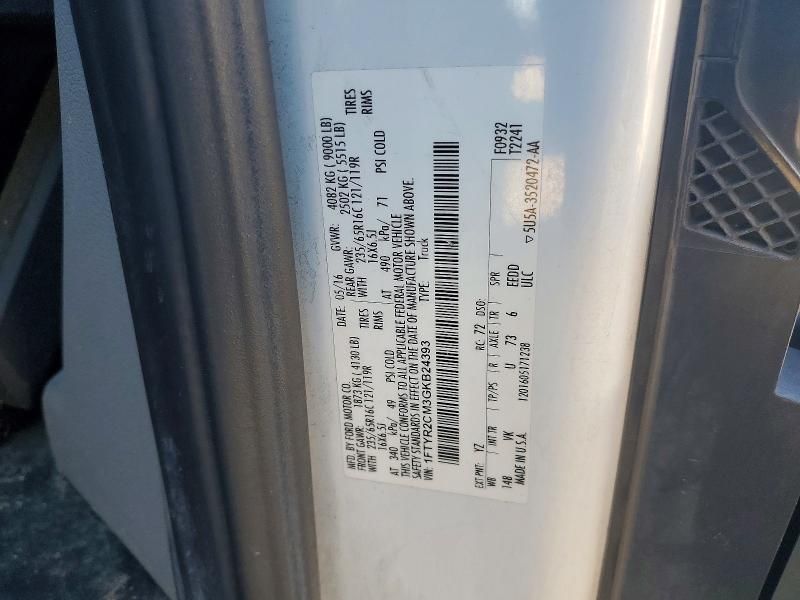 MFD. BY FORD MOTOR CO. DATE: 05/16 GVWR: 4082 KG ( 9000 LB)
FRONT GAWR: 1873 KG ( 4130 LB) REAR GAWR: 2502 KG ( 5515 LB)
WITH 235/65R16C 121/119R TIRES WITH 235/65R16C 121/119R TIRES
16X6.5J RIMS 16X6.5J RIMS
AT 340 kPa/ 49 PSI COLD AT 490 kPa/ 71 PSI COLD
THIS VEHICLE CONFORMS TO ALL APPLICABLE FEDERAL MOTOR VEHICLE
SAFETY STANDARDS IN EFFECT ON THE DATE OF MANUFACTURE SHOWN ABOVE.
VIN: 1FTYR2CM3GKB24393 TYPE: Truck
EXT PNT: YZ RC: 72 DSO: F0932
WB INT TR TP/PS R AXLE TR SPR T2241
148 VK U 73 6 EEDD
MADE IN U.S.A. 1201605171238 ULC
▽ 5U5A-3520472-AA